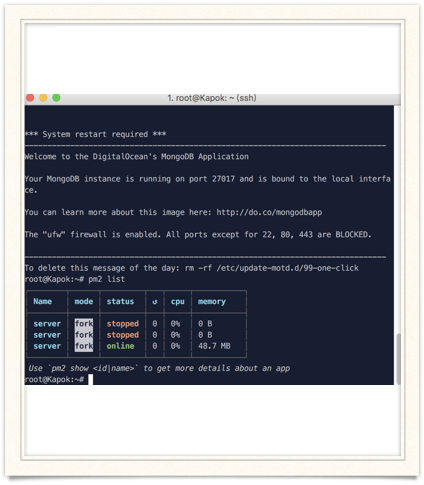 1. root@Kapok: ~ (ssh)
*** System restart required ***
Welcome to the DigitalOcean's MongoDB Application
Your MongoDB instance is running on port 27017 and is bound to the local interfa
ce.
You can learn more about this image here: http://do.co/mongodbapp
The "ufw" firewall is enabled. All ports except for 22, 80, 443 are BLOCKED.
To delete this message of the day: rm -rf /etc/update-motd.d/99-one-click
root@Kapok:~# pm2 list
Name mode status ↺ cpu memory
server fork stopped 0 0% 0 B
server fork stopped 0 0% 0 B
server fork online 0 0% 48.7 MB
Use `pm2 show <id|name>` to get more details about an app
root@Kapok:~#